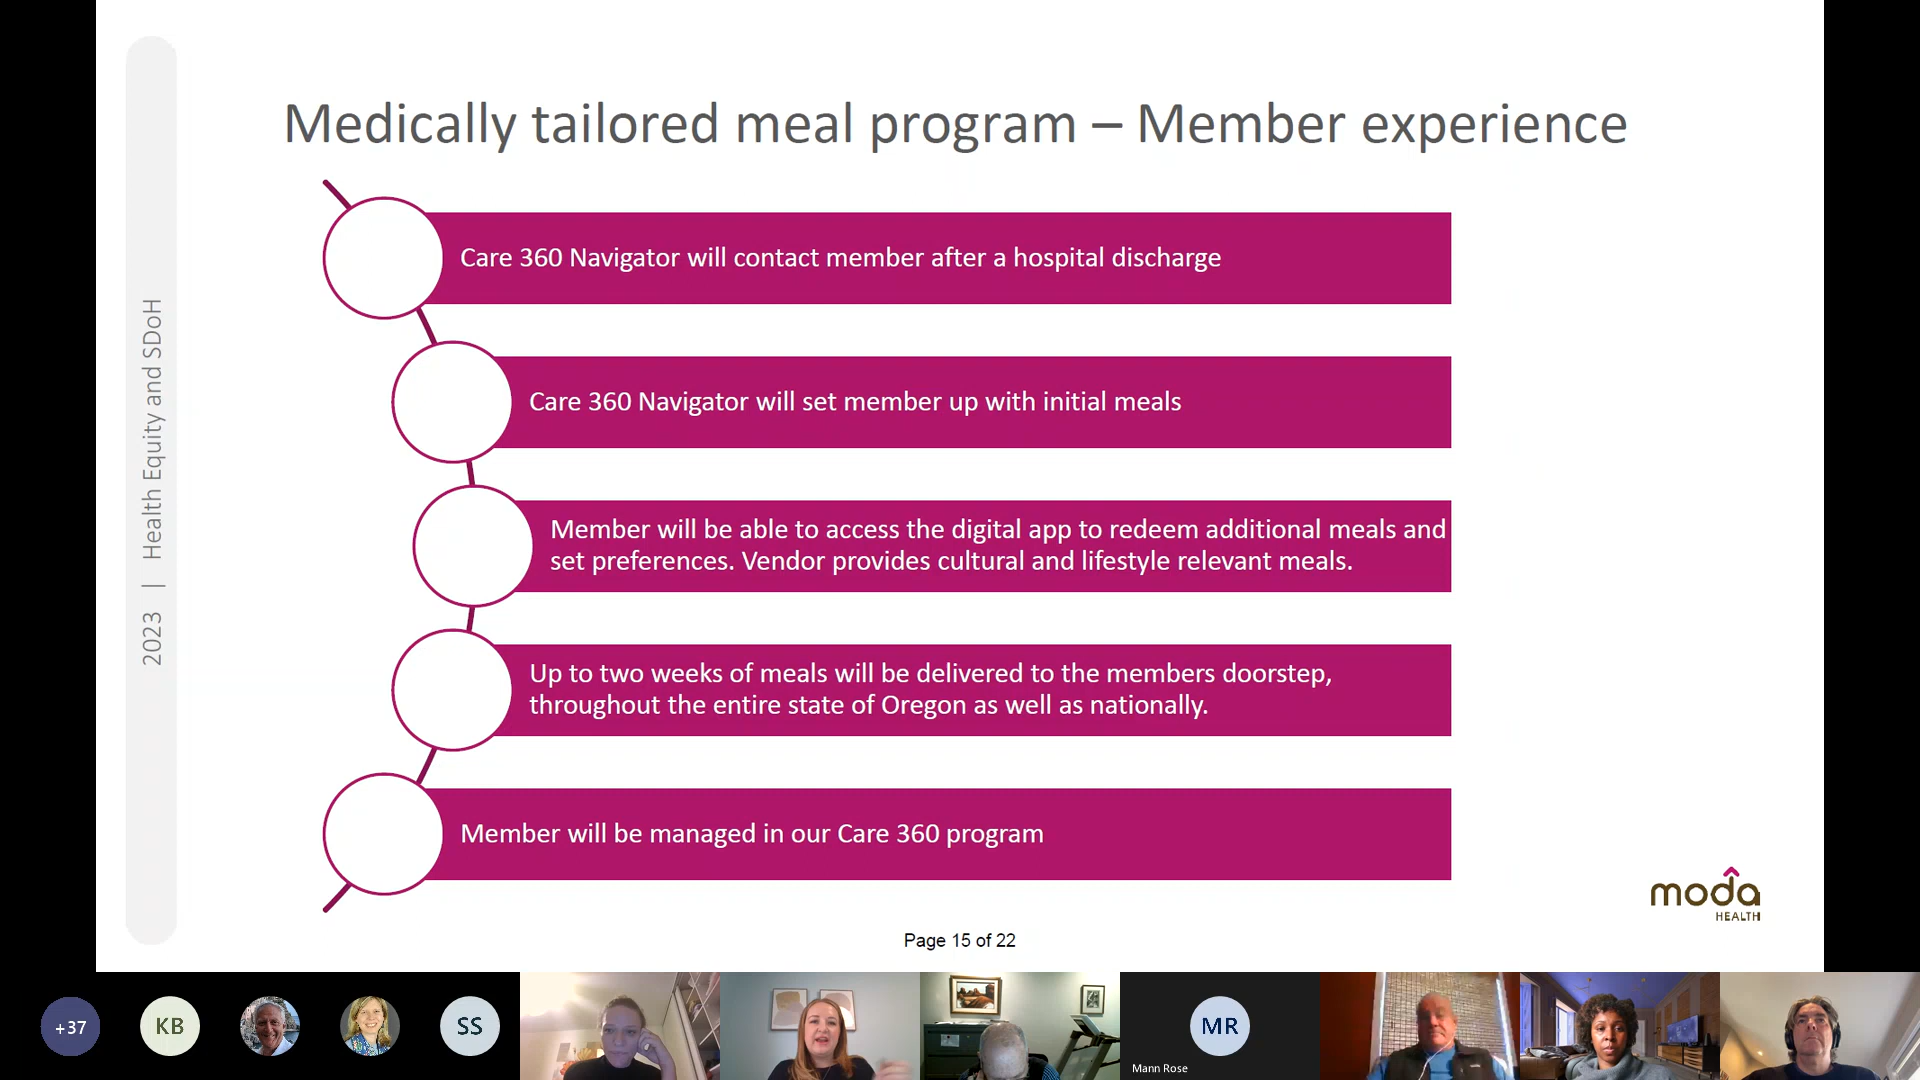 Medically tailored meal program – Member experience
2023 | Health Equity and SDoH
Care 360 Navigator will contact member after a hospital discharge
Care 360 Navigator will set member up with initial meals
Member will be able to access the digital app to redeem additional meals and
set preferences. Vendor provides cultural and lifestyle relevant meals.
Up to two weeks of meals will be delivered to the members doorstep,
throughout the entire state of Oregon as well as nationally.
Member will be managed in our Care 360 program
moda
HEALTH
Page 15 of 22
+37
KB
SS
MR
Mann Rose